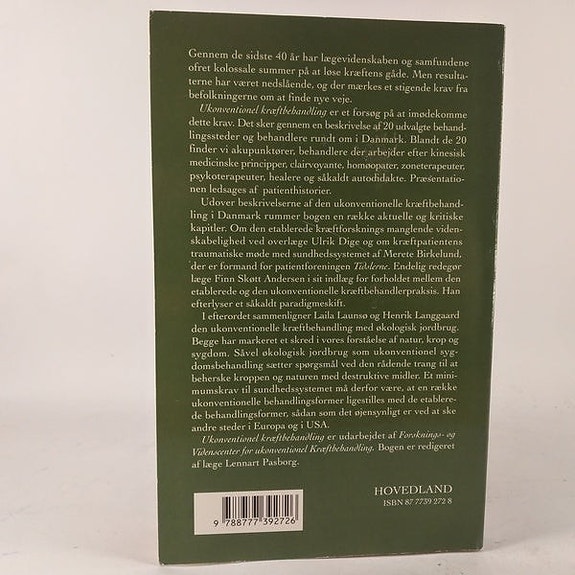 Gennem de sidste 40 år har lægevidenskaben og samfundene
ofret kolossale summer på at løse kræftens gåde. Men resulta-
terne har været nedslående, og der mærkes et stigende krav fra
befolkningerne om at finde nye veje.
Ukonventionel kræftbehandling er et forsøg på at imødekomme
dette krav. Det sker gennem en beskrivelse af 20 udvalgte behand-
lingssteder og behandlere rundt om i Danmark. Blandt de 20
finder vi akupunktører, behandlere der arbejder efter kinesisk
medicinske principper, clairvoyante, homøopater, zoneterapeuter,
psykoterapeuter, healere og såkaldt autodidakte. Præsentatio-
nen ledsages af patienthistorier.
Udover beskrivelserne af den ukonventionelle kræftbehand-
ling i Danmark rummer bogen en række aktuelle og kritiske
kapitler. Om den etablerede kræftforsknings manglende viden-
skabelighed ved overlæge Ulrik Dige og om kræftpatientens
traumatiske møde med sundhedssystemet af Merete Birkelund,
der er formand for patientforeningen Tidslerne. Endelig redegør
læge Finn Skøtt Andersen i sit indlæg for forholdet mellem den
etablerede og den ukonventionelle kræftbehandlerpraksis. Han
efterlyser et såkaldt paradigmeskift.
I efterordet sammenligner Laila Launsø og Henrik Langgaard
den ukonventionelle kræftbehandling med økologisk jordbrug.
Begge har markeret et skred i vores forståelse af natur, krop og
sygdom. Såvel økologisk jordbrug som ukonventionel syg-
domsbehandling sætter spørgsmål ved den rådende trang til at
beherske kroppen og naturen med destruktive midler. Et mi-
nimumskrav til sundhedssystemet må derfor være, at en række
ukonventionelle behandlingsformer ligestilles med de etablere-
de behandlingsformer, sådan som det øjensynligt er ved at ske
andre steder i Europa og i USA.
Ukonventionel kræftbehandling er udarbejdet af Forsknings- og
Videnscenter for ukonventionel Kræftbehandling. Bogen er redigeret
af læge Lennart Pasborg.
HOVEDLAND
ISBN 87 7739 272 8
9 788777 392726